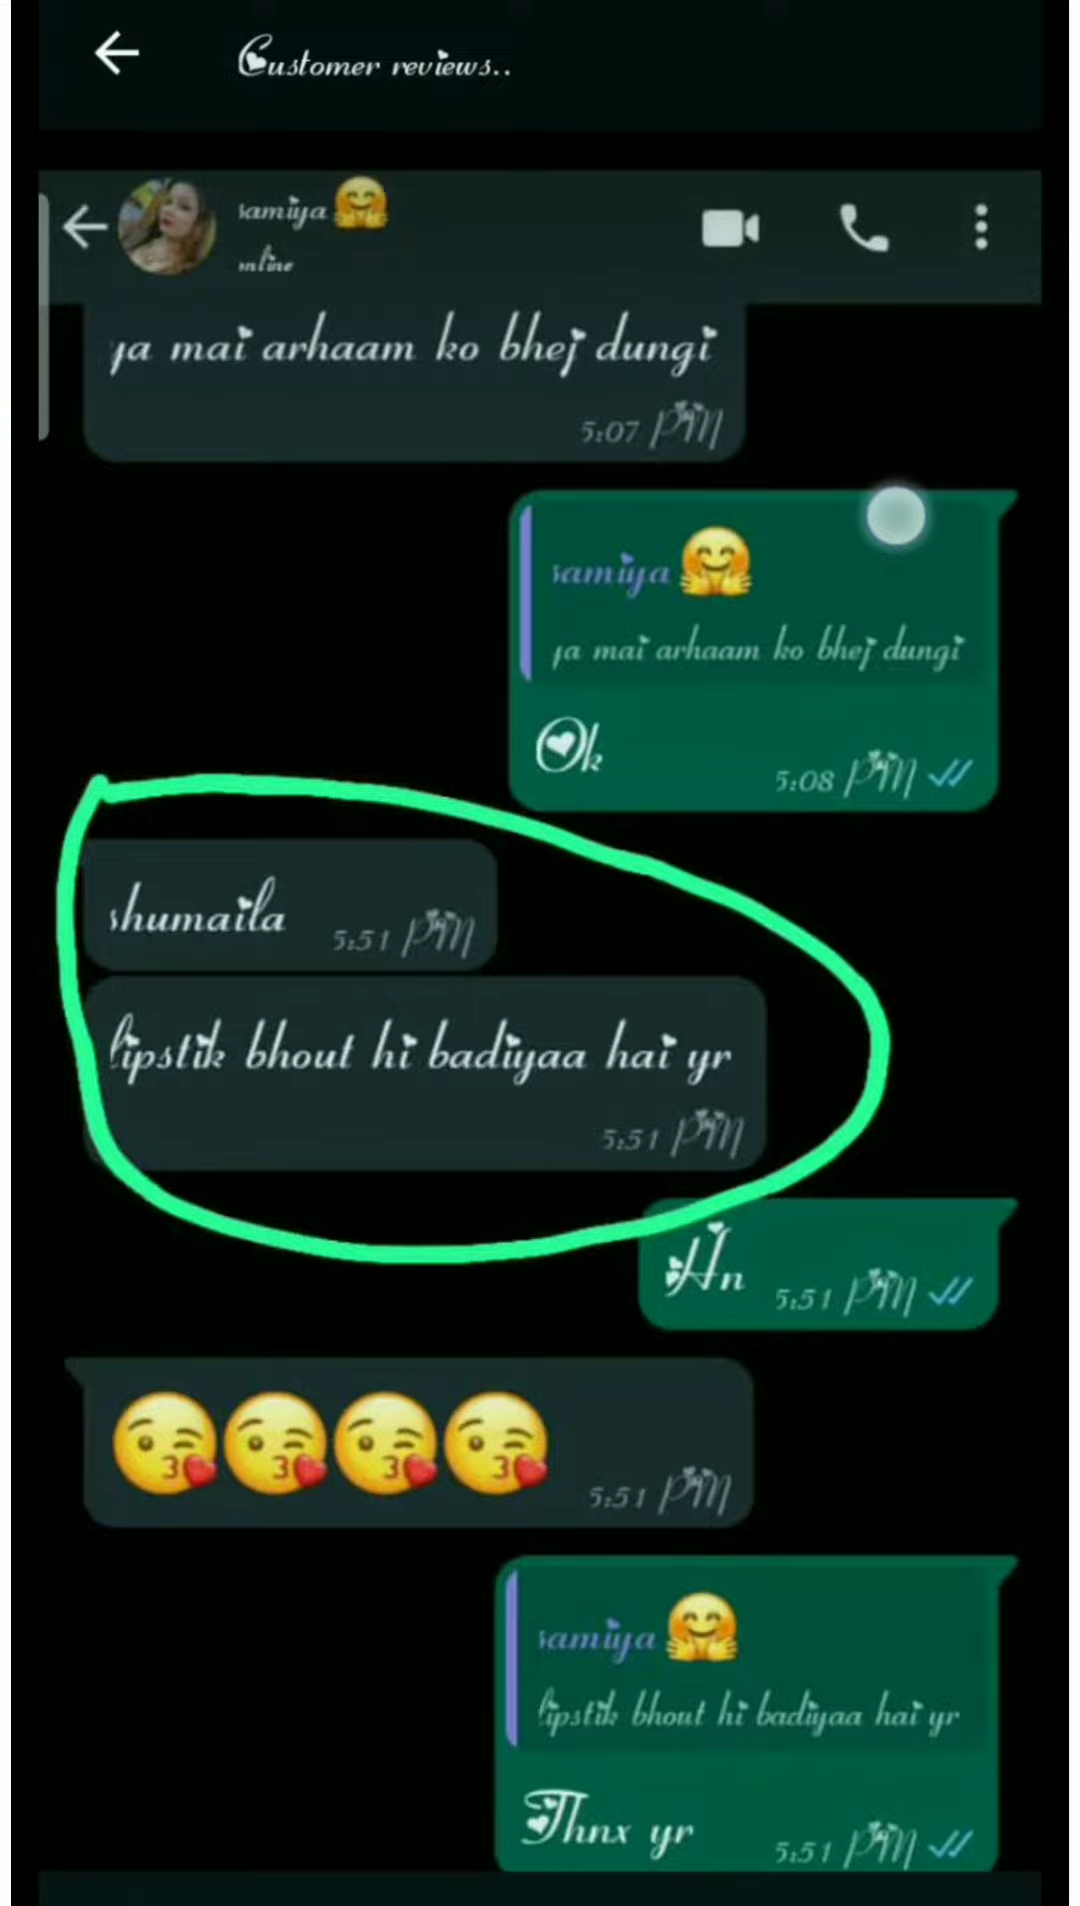 Customer reviews..
samiya 🤗
online
ya mai arhaam ko bhej dungi
5:07 PM
samiya 🤗
ya mai arhaam ko bhej dungi
Ok
5:08 PM
shumaila
5:51 PM
lipstik bhout hi badiyaa hai yr
5:51 PM
Hn
5:51 PM
😘😘😘😘
5:51 PM
samiya 🤗
lipstik bhout hi badiyaa hai yr
Thnx yr
5:51 PM